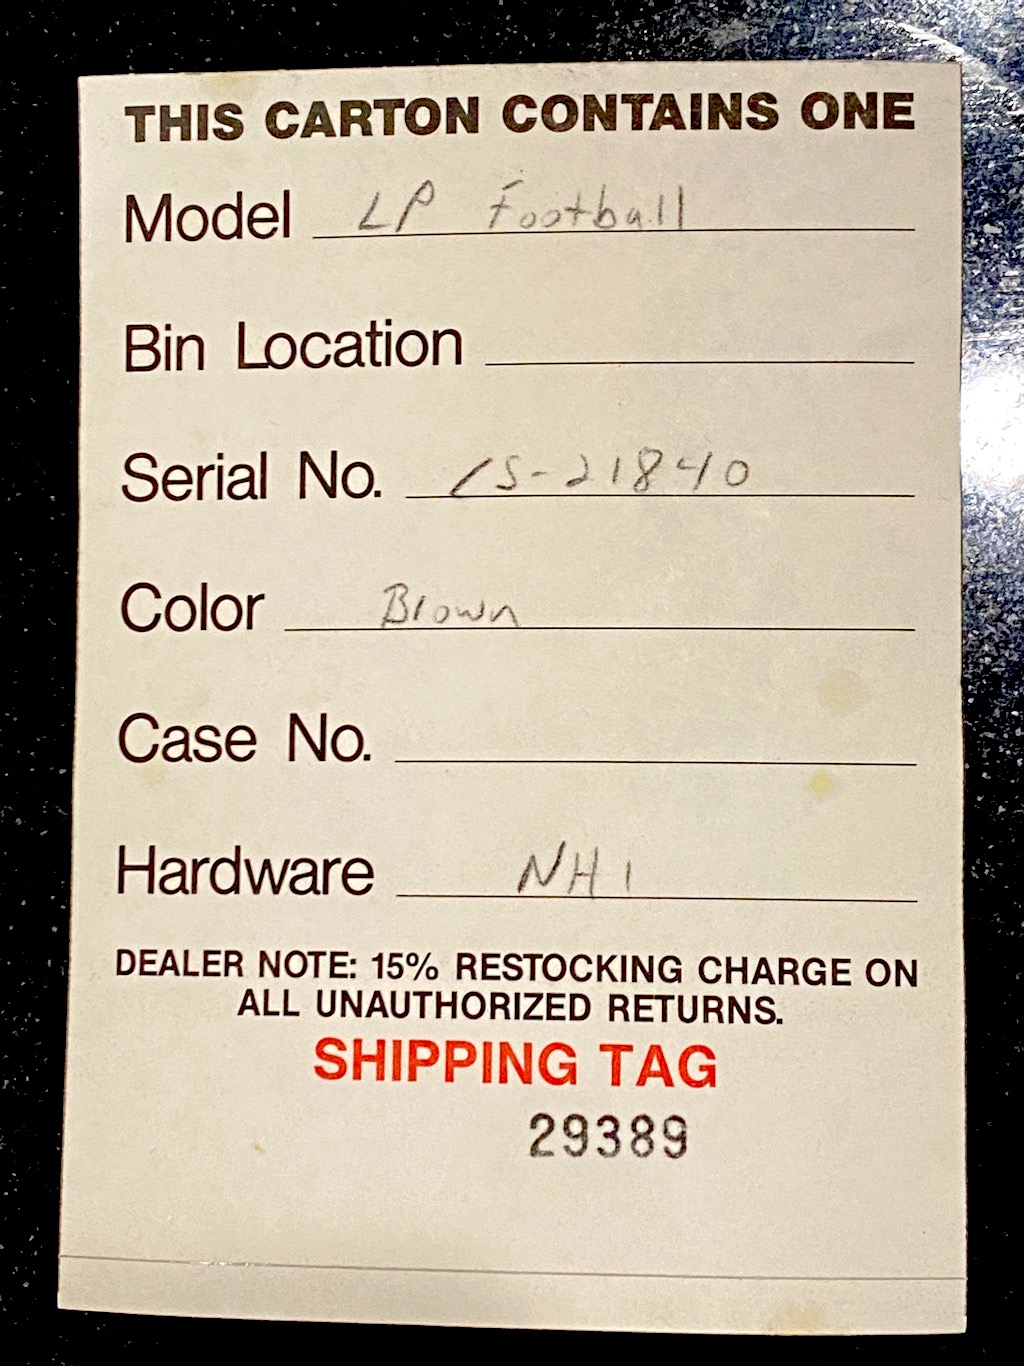 THIS CARTON CONTAINS ONE
Model LP Football
Bin Location
Serial No. CS-21840
Color Brown
Case No.
Hardware NH1
DEALER NOTE: 15% RESTOCKING CHARGE ON
ALL UNAUTHORIZED RETURNS.
SHIPPING TAG
29389